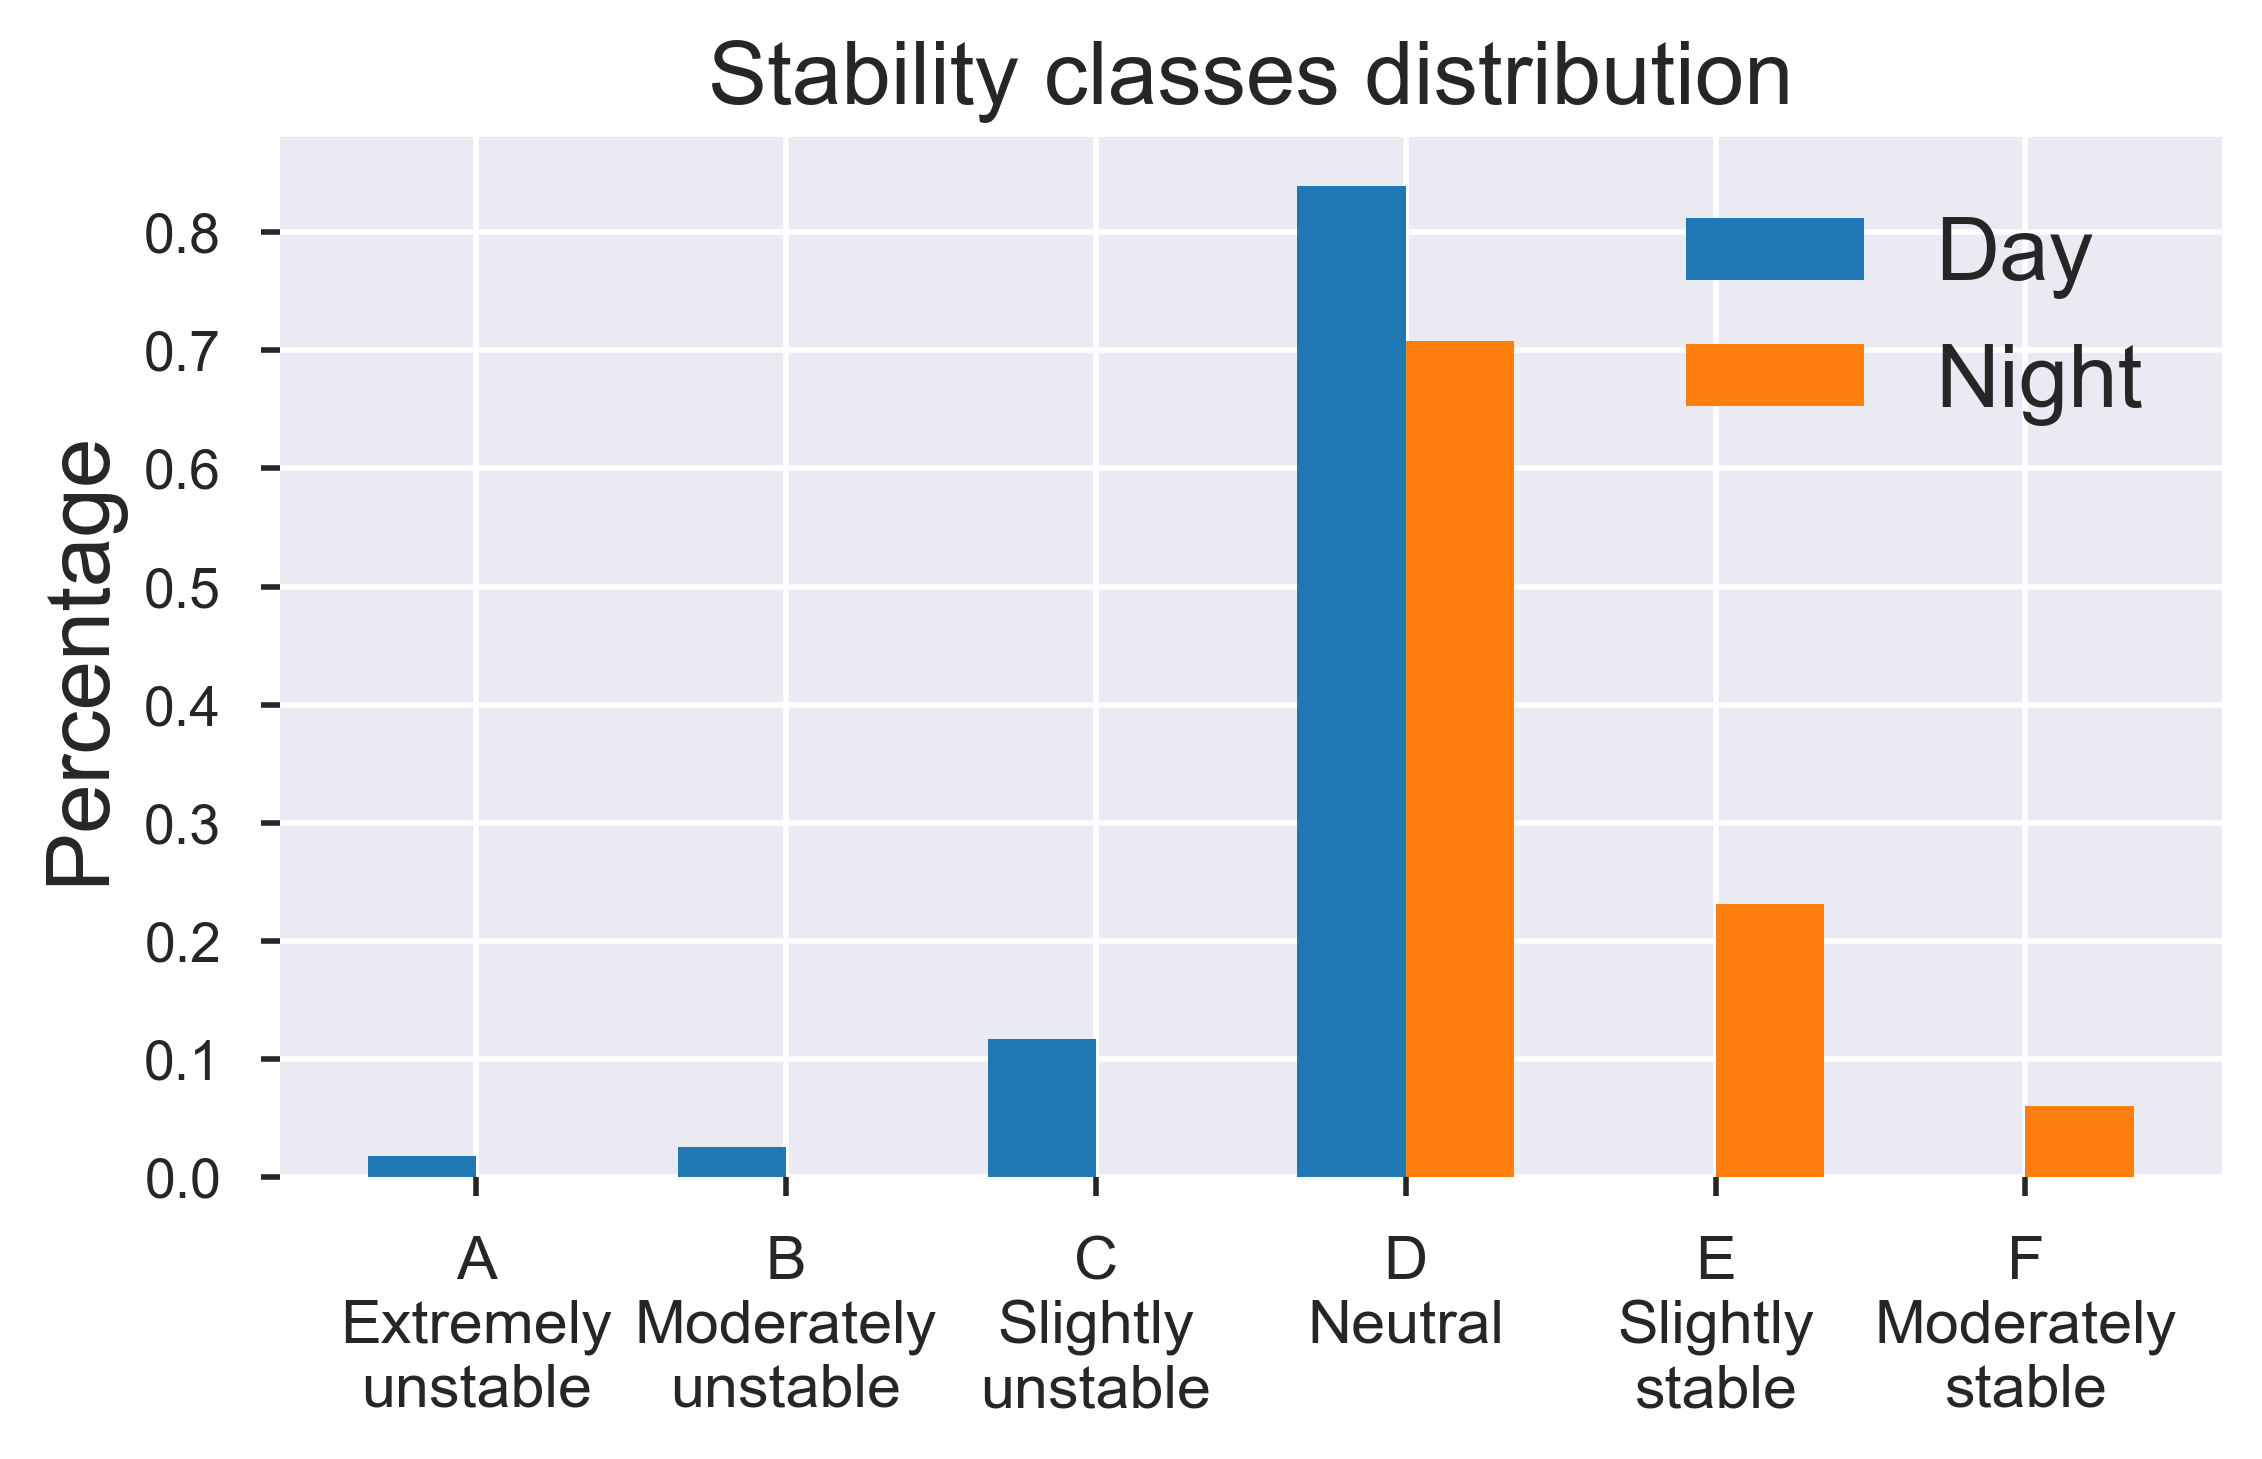 Stability classes distribution
Percentage
0.8
0.7
0.6
0.5
0.4
0.3
0.2
0.1
0.0
Day
Night
A
Extremely
unstable
B
Moderately
unstable
C
Slightly
unstable
D
Neutral
E
Slightly
stable
F
Moderately
stable